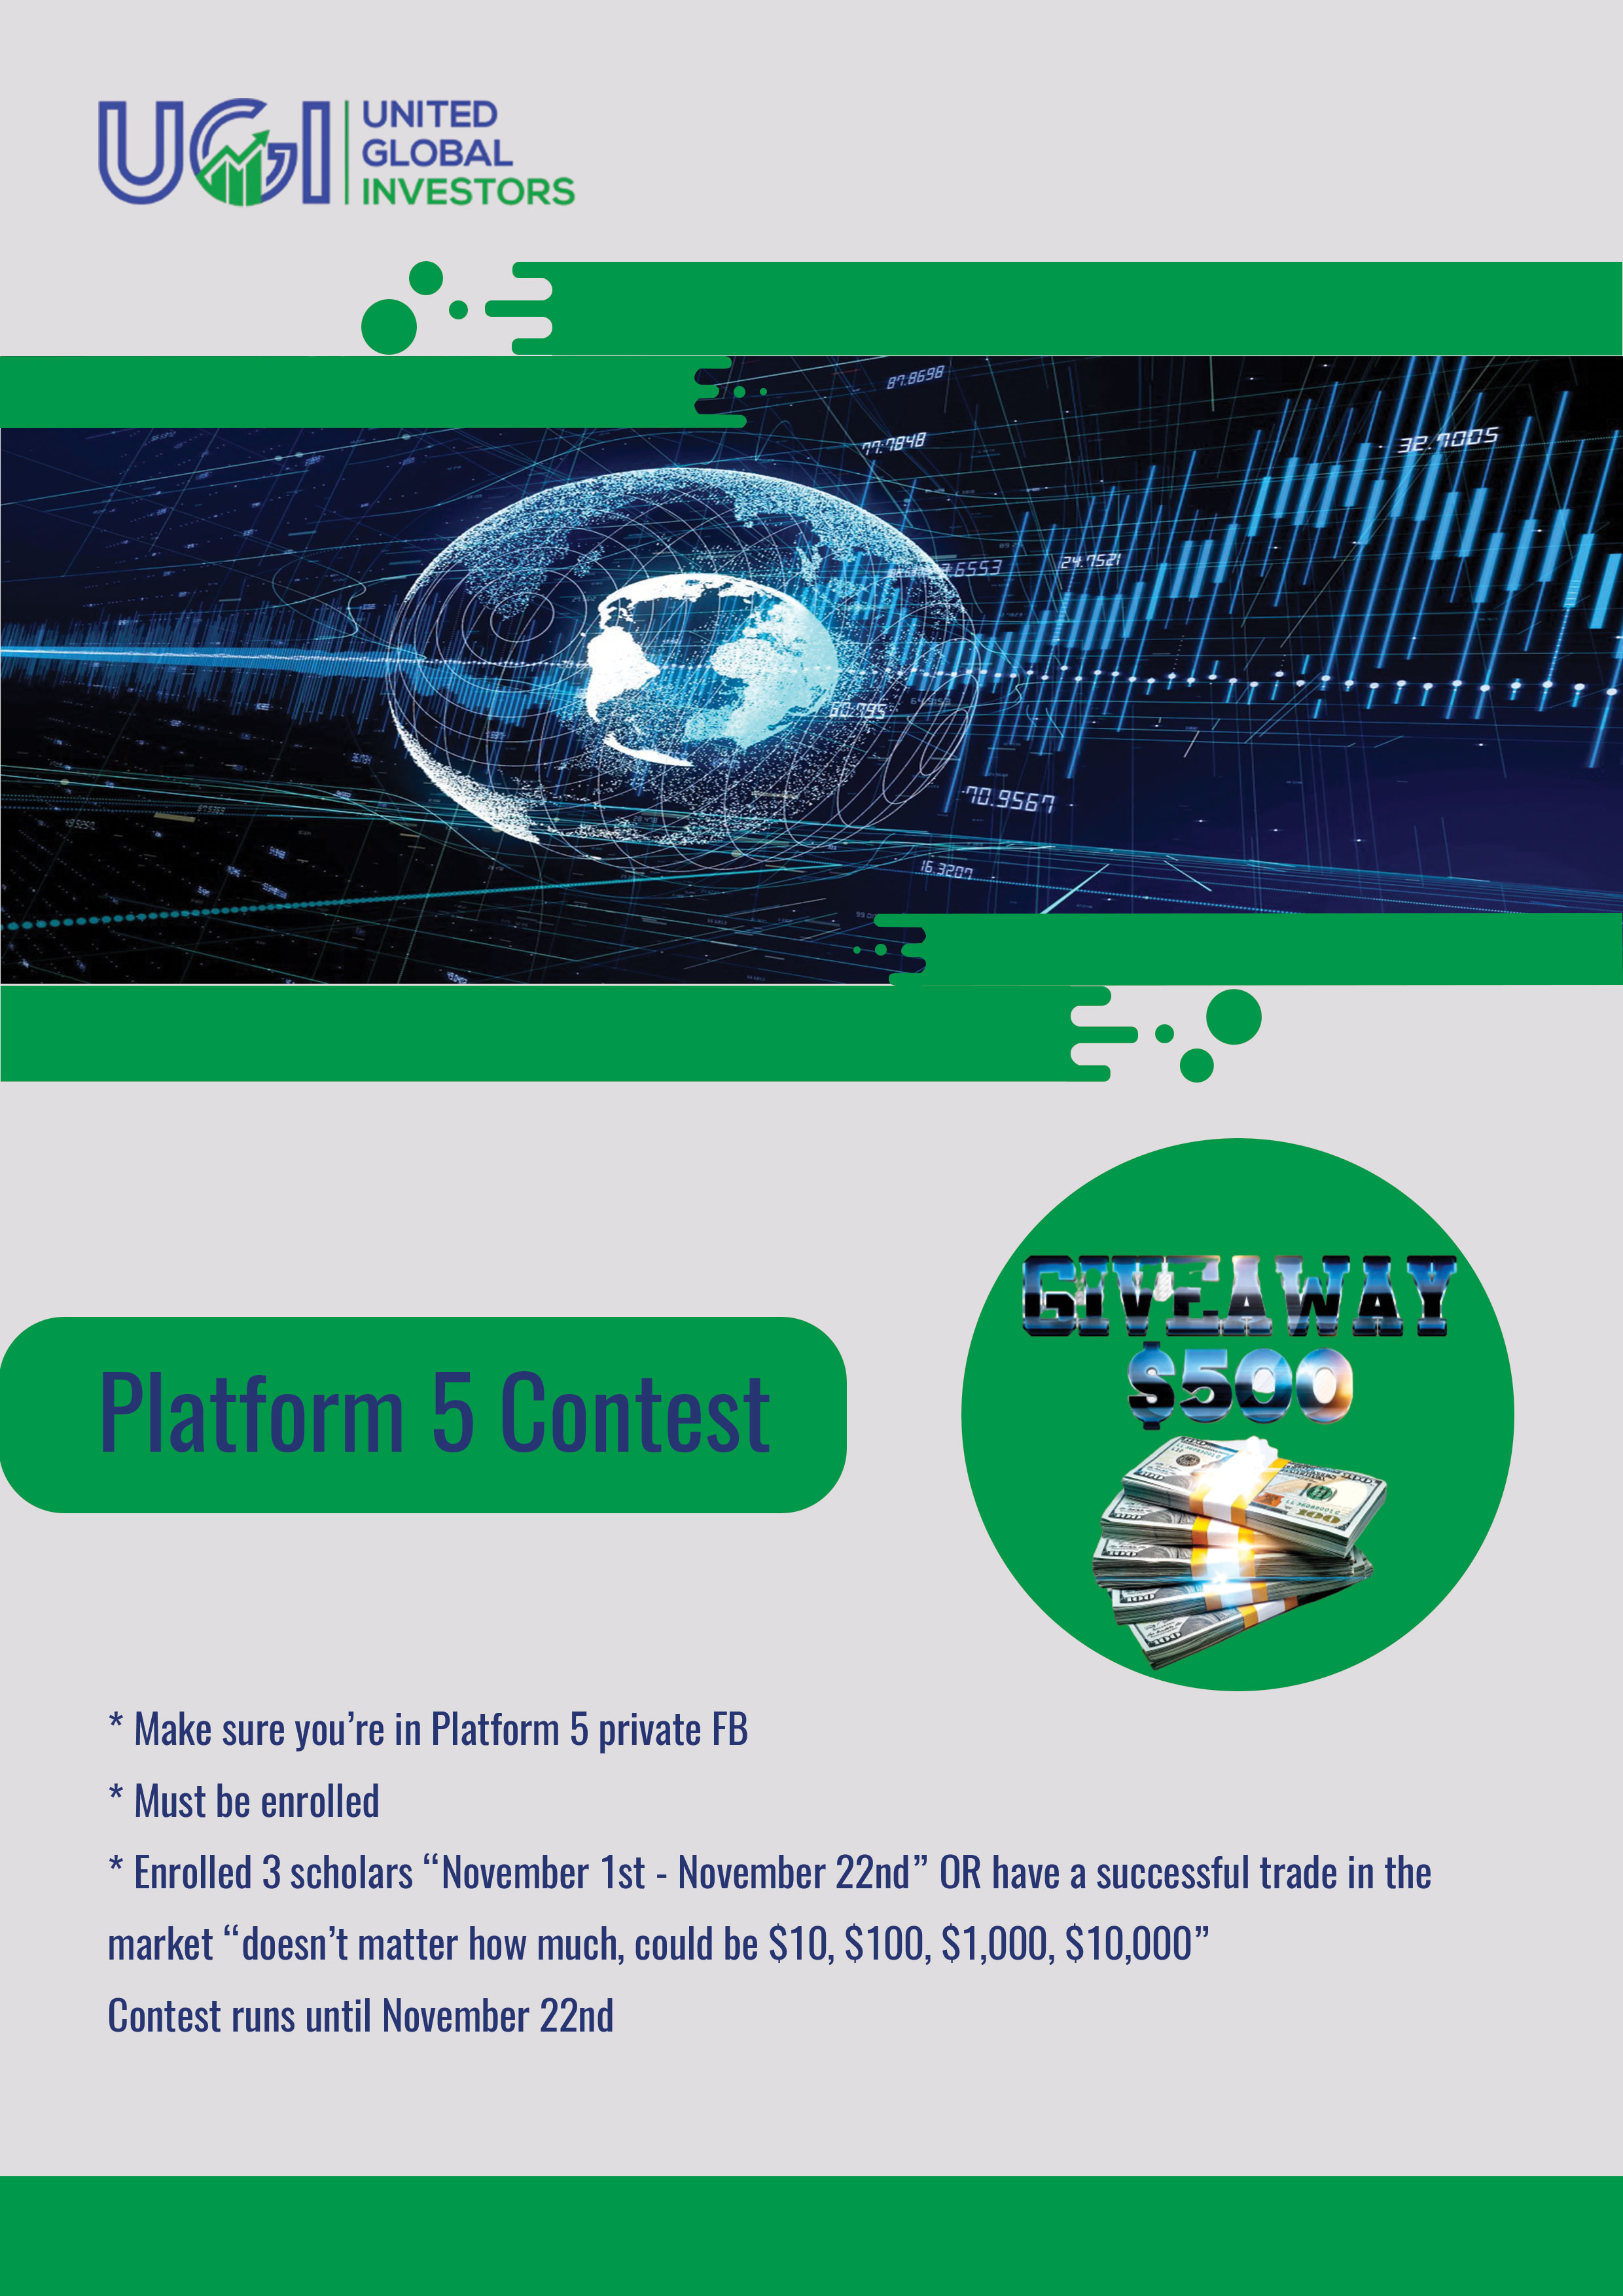 UGI
UNITED
GLOBAL
INVESTORS
87.8698
77.7848
32.7005
24.7521
60.795
70.9567
16.3207
GIVEAWAY
$500
Platform 5 Contest
* Make sure you’re in Platform 5 private FB
* Must be enrolled
* Enrolled 3 scholars “November 1st - November 22nd” OR have a successful trade in the
market “doesn’t matter how much, could be $10, $100, $1,000, $10,000”
Contest runs until November 22nd